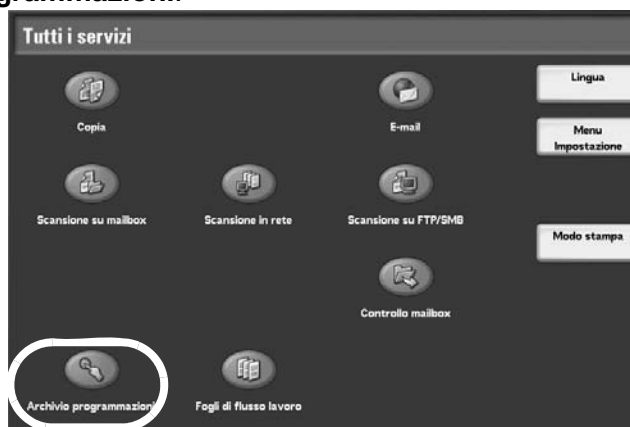 grammazioni.
Tutti i servizi
Copia
E-mail
Lingua
Menu
Impostazione
Scansione su mailbox
Scansione in rete
Scansione su FTP/SMB
Modo stampa
Controllo mailbox
Archivio programmazioni
Fogli di flusso lavoro